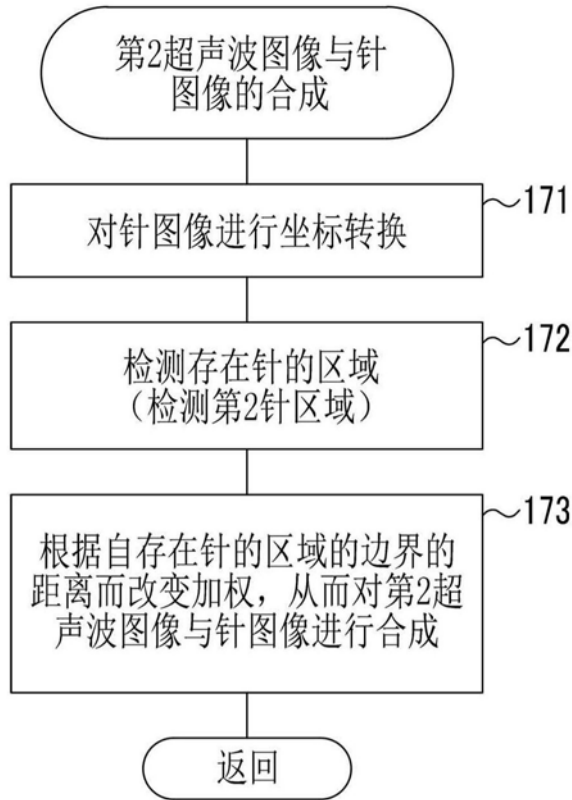 第2超声波图像与针
图像的合成
171
对针图像进行坐标转换
172
检测存在针的区域
（检测第2针区域）
173
根据自存在针的区域的边界的
距离而改变加权，从而对第2超
声波图像与针图像进行合成
返回